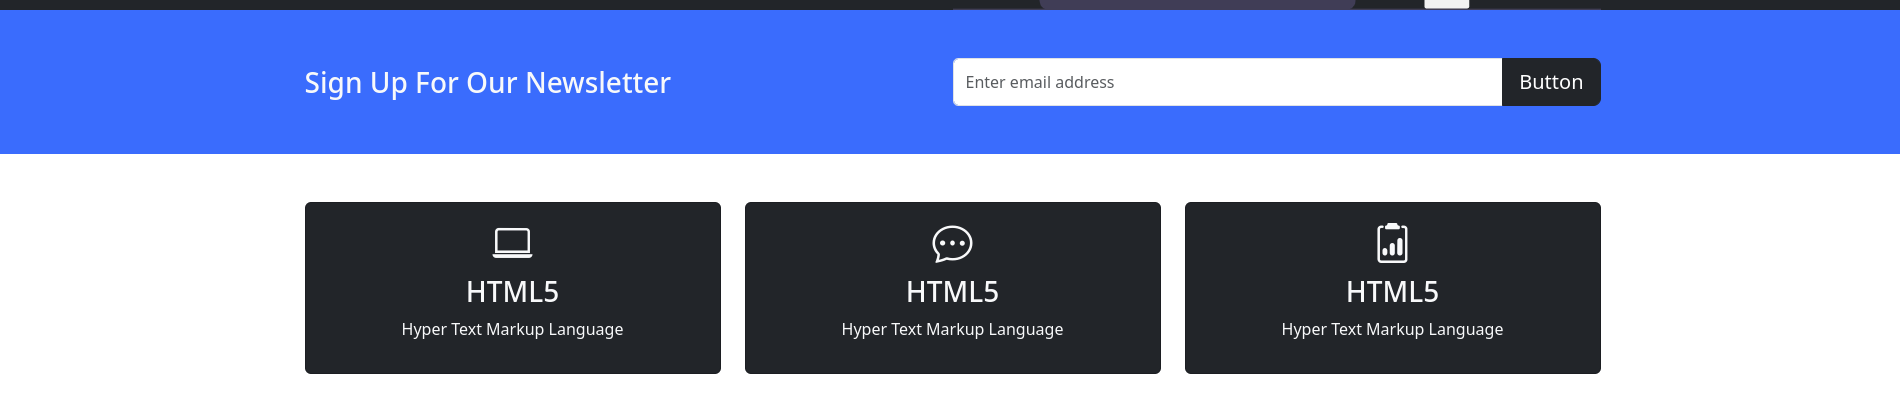 Sign Up For Our Newsletter
Enter email address
Button
HTML5
Hyper Text Markup Language
HTML5
Hyper Text Markup Language
HTML5
Hyper Text Markup Language